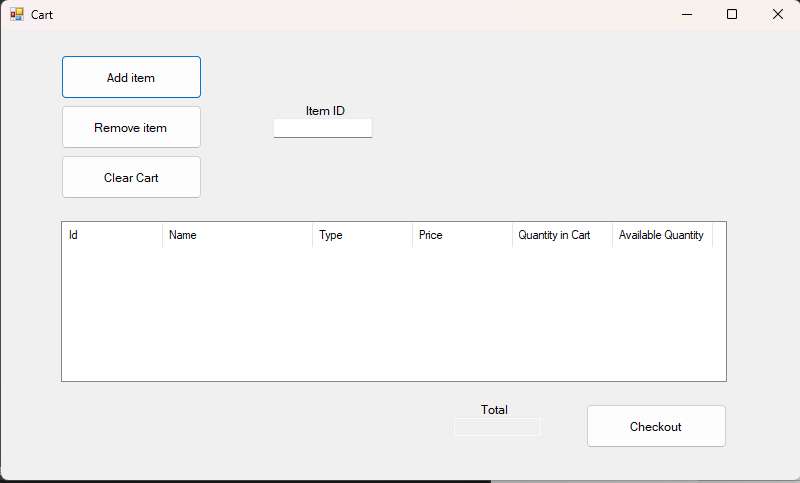 Cart
Add item
Remove item
Item ID
Clear Cart
Id Name Type Price Quantity in Cart Available Quantity
Total
Checkout